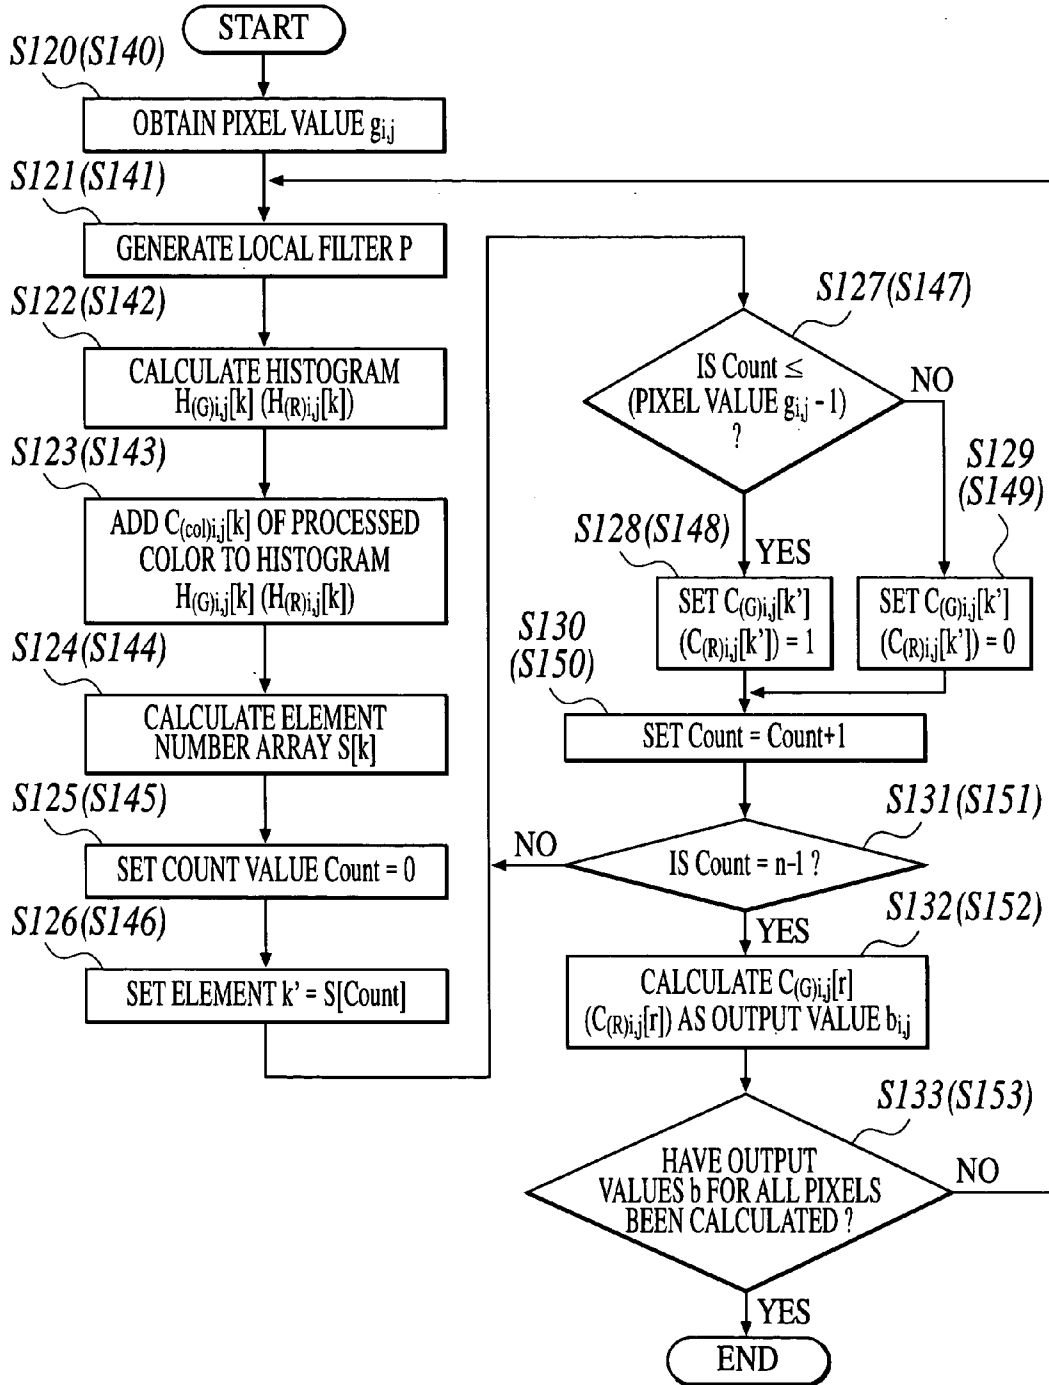 START
S120(S140)
OBTAIN PIXEL VALUE gi,j
S121(S141)
GENERATE LOCAL FILTER P
S122(S142)
CALCULATE HISTOGRAM
H(G)i,j[k] (H(R)i,j[k])
S123(S143)
ADD C(col)i,j[k] OF PROCESSED
COLOR TO HISTOGRAM
H(G)i,j[k] (H(R)i,j[k])
S124(S144)
CALCULATE ELEMENT
NUMBER ARRAY S[k]
S125(S145)
SET COUNT VALUE Count = 0
S126(S146)
SET ELEMENT k' = S[Count]
S127(S147)
IS Count ≤
(PIXEL VALUE gi,j - 1)
?
NO
YES
S128(S148)
SET C(G)i,j[k']
(C(R)i,j[k']) = 1
S129
(S149)
SET C(G)i,j[k']
(C(R)i,j[k']) = 0
S130
(S150)
SET Count = Count+1
S131(S151)
IS Count = n-1 ?
NO
YES
S132(S152)
CALCULATE C(G)i,j[r]
(C(R)i,j[r]) AS OUTPUT VALUE bi,j
S133(S153)
HAVE OUTPUT
VALUES b FOR ALL PIXELS
BEEN CALCULATED ?
NO
YES
END